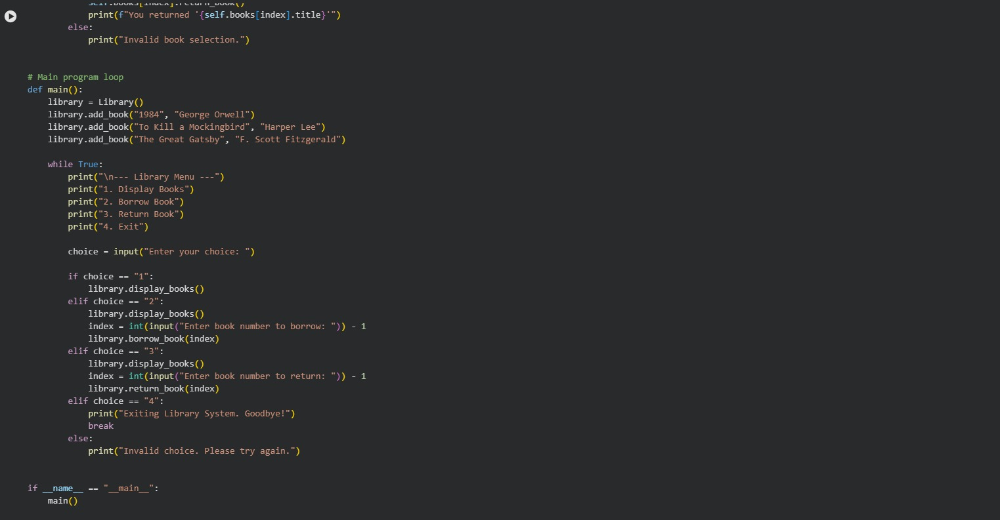 self.books[index].return_book()
print(f"You returned '{self.books[index].title}'")
else:
print("Invalid book selection.")
# Main program loop
def main():
library = Library()
library.add_book("1984", "George Orwell")
library.add_book("To Kill a Mockingbird", "Harper Lee")
library.add_book("The Great Gatsby", "F. Scott Fitzgerald")
while True:
print("\n--- Library Menu ---")
print("1. Display Books")
print("2. Borrow Book")
print("3. Return Book")
print("4. Exit")
choice = input("Enter your choice: ")
if choice == "1":
library.display_books()
elif choice == "2":
library.display_books()
index = int(input("Enter book number to borrow: ")) - 1
library.borrow_book(index)
elif choice == "3":
library.display_books()
index = int(input("Enter book number to return: ")) - 1
library.return_book(index)
elif choice == "4":
print("Exiting Library System. Goodbye!")
break
else:
print("Invalid choice. Please try again.")
if __name__ == "__main__":
main()